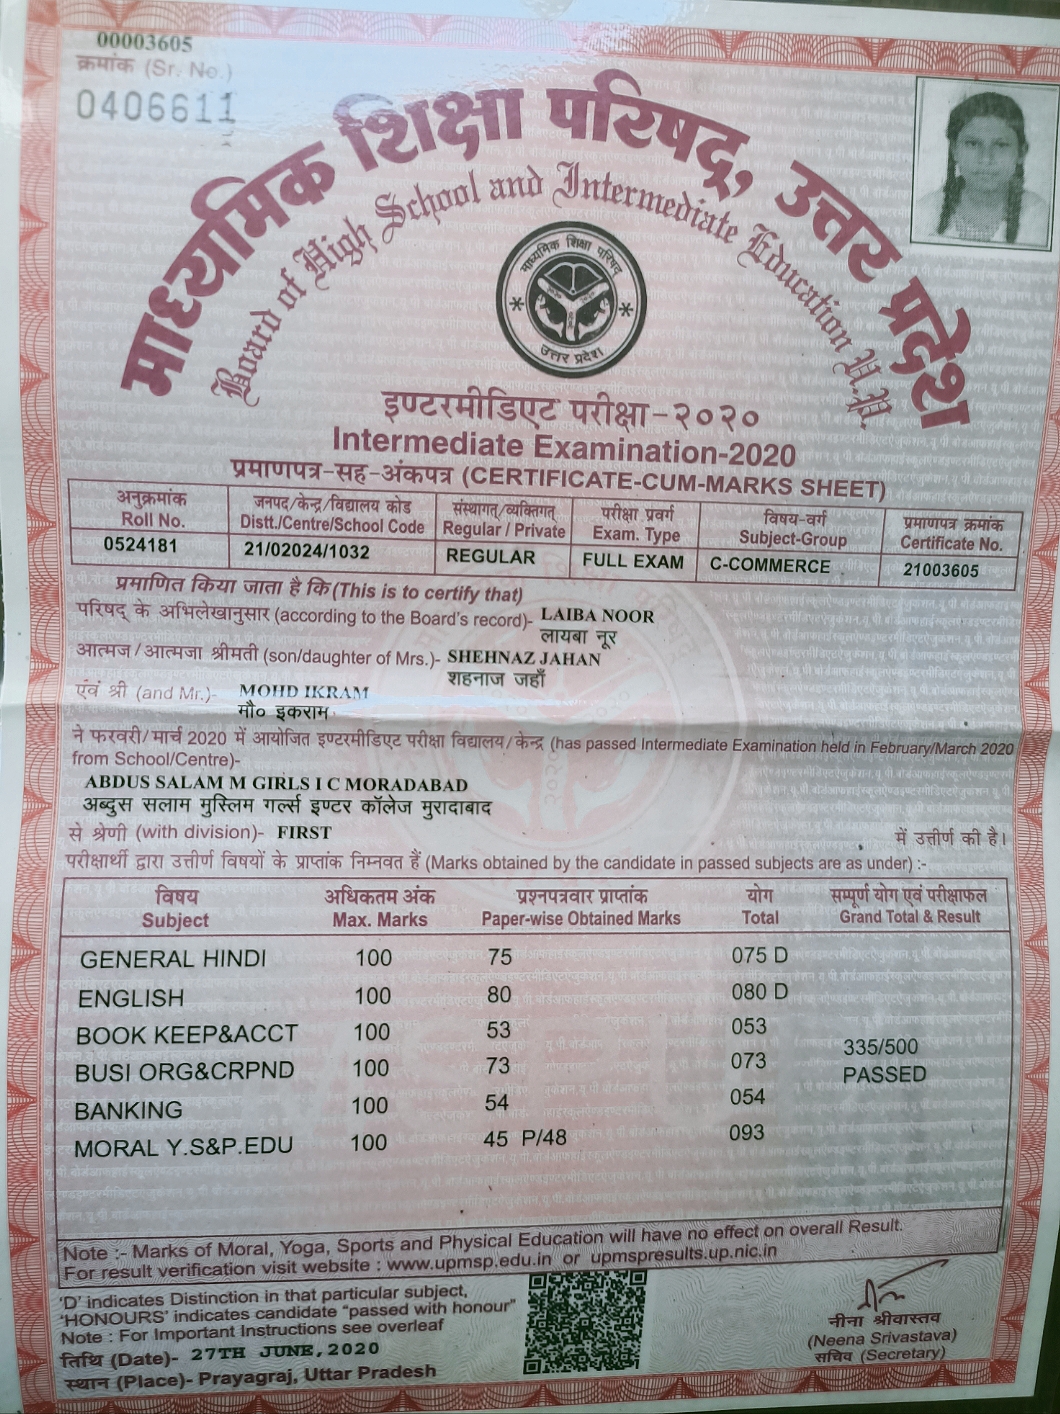 00003605
क्रमांक (Sr. No.)
0406611
माध्यमिक शिक्षा परिषद्, उत्तर प्रदेश
Board of High School and Intermediate Education U.P.
माध्यमिक शिक्षा परिषद
उत्तर प्रदेश
इण्टरमीडिएट परीक्षा-२०२०
Intermediate Examination-2020
प्रमाणपत्र-सह-अंकपत्र (CERTIFICATE-CUM-MARKS SHEET)
अनुक्रमांक जनपद/केन्द्र/विद्यालय कोड संस्थागत्/व्यक्तिगत् परीक्षा प्रवर्ग विषय-वर्ग प्रमाणपत्र क्रमांक
Roll No. Distt./Centre/School Code Regular / Private Exam. Type Subject-Group Certificate No.
0524181 21/02024/1032 REGULAR FULL EXAM C-COMMERCE 21003605
प्रमाणित किया जाता है कि (This is to certify that)
परिषद् के अभिलेखानुसार (according to the Board's record)- LAIBA NOOR
लायबा नूर
आत्मज/आत्मजा श्रीमती (son/daughter of Mrs.)- SHEHNAZ JAHAN
शहनाज जहाँ
एवं श्री (and Mr.)- MOHD IKRAM
मौ० इकराम
ने फरवरी/मार्च 2020 में आयोजित इण्टरमीडिएट परीक्षा विद्यालय/केन्द्र (has passed Intermediate Examination held in February/March 2020
from School/Centre)-
ABDUS SALAM M GIRLS I C MORADABAD
अब्दुस सलाम मुस्लिम गर्ल्स इण्टर कॉलेज मुरादाबाद
से श्रेणी (with division)- FIRST में उत्तीर्ण की है।
परीक्षार्थी द्वारा उत्तीर्ण विषयों के प्राप्तांक निम्नवत हैं (Marks obtained by the candidate in passed subjects are as under) :-
विषय अधिकतम अंक प्रश्नपत्रवार प्राप्तांक योग सम्पूर्ण योग एवं परीक्षाफल
Subject Max. Marks Paper-wise Obtained Marks Total Grand Total & Result
GENERAL HINDI 100 75 075 D
ENGLISH 100 80 080 D
BOOK KEEP&ACCT 100 53 053
335/500
BUSI ORG&CRPND 100 73 073
PASSED
BANKING 100 54 054
MORAL Y.S&P.EDU 100 45 P/48 093
Note :- Marks of Moral, Yoga, Sports and Physical Education will have no effect on overall Result.
For result verification visit website : www.upmsp.edu.in or upmspresults.up.nic.in
'D' indicates Distinction in that particular subject,
'HONOURS' indicates candidate "passed with honour"
Note : For Important Instructions see overleaf
तिथि (Date)- 27TH JUNE, 2020
स्थान (Place)- Prayagraj, Uttar Pradesh
नीना श्रीवास्तव
(Neena Srivastava)
सचिव (Secretary)